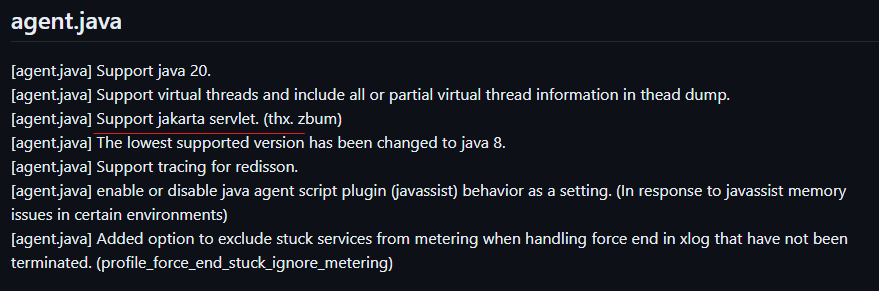 agent.java
[agent.java] Support java 20.
[agent.java] Support virtual threads and include all or partial virtual thread information in thead dump.
[agent.java] Support jakarta servlet. (thx. zbum)
[agent.java] The lowest supported version has been changed to java 8.
[agent.java] Support tracing for redisson.
[agent.java] enable or disable java agent script plugin (javassist) behavior as a setting. (In response to javassist memory
issues in certain environments)
[agent.java] Added option to exclude stuck services from metering when handling force end in xlog that have not been
terminated. (profile_force_end_stuck_ignore_metering)